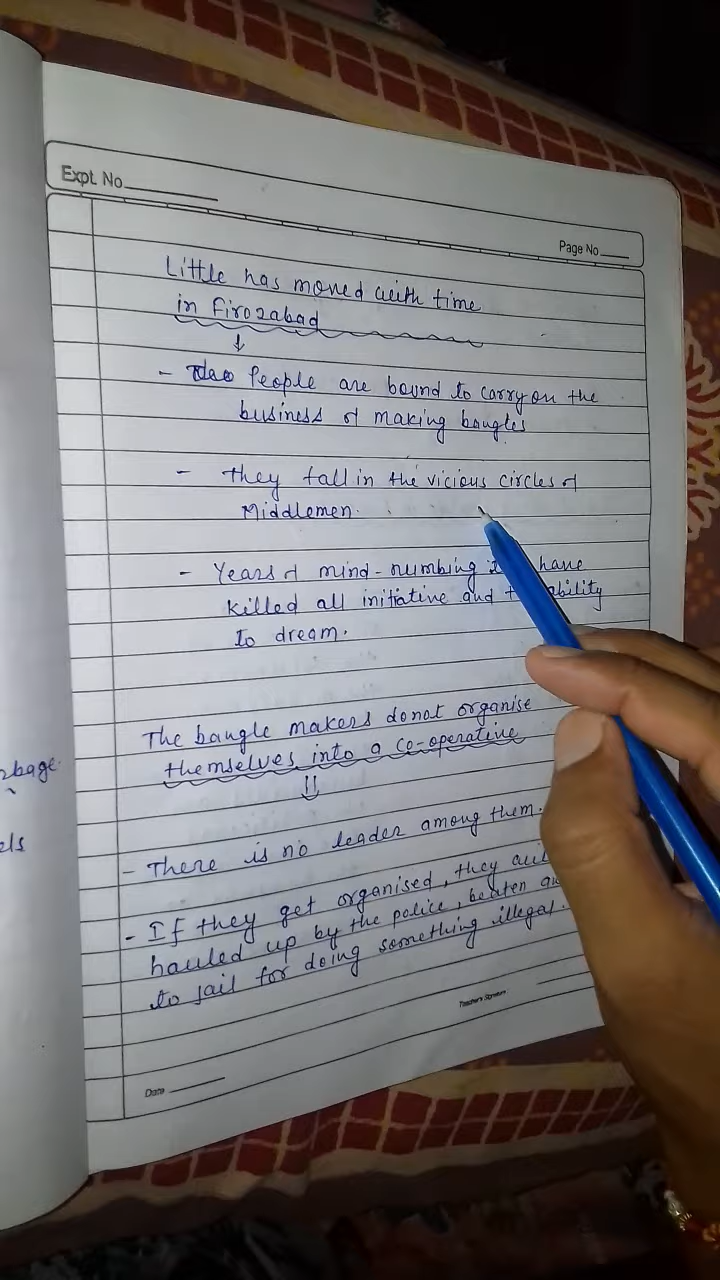 Expt. No.
Page No.
Little has moved with time
in Firozabad
- People are bound to carry on the
business of making bangles
- They fall in the vicious circles of
Middlemen.
- Years of mind-numbing have
killed all initiative and ability
to dream.
The bangle makers do not organise
themselves into a co-operative
- There is no leader among them.
- If they get organised, they
hauled up by the police, beaten
to jail for doing something illegal.
Teacher's Signature
Date